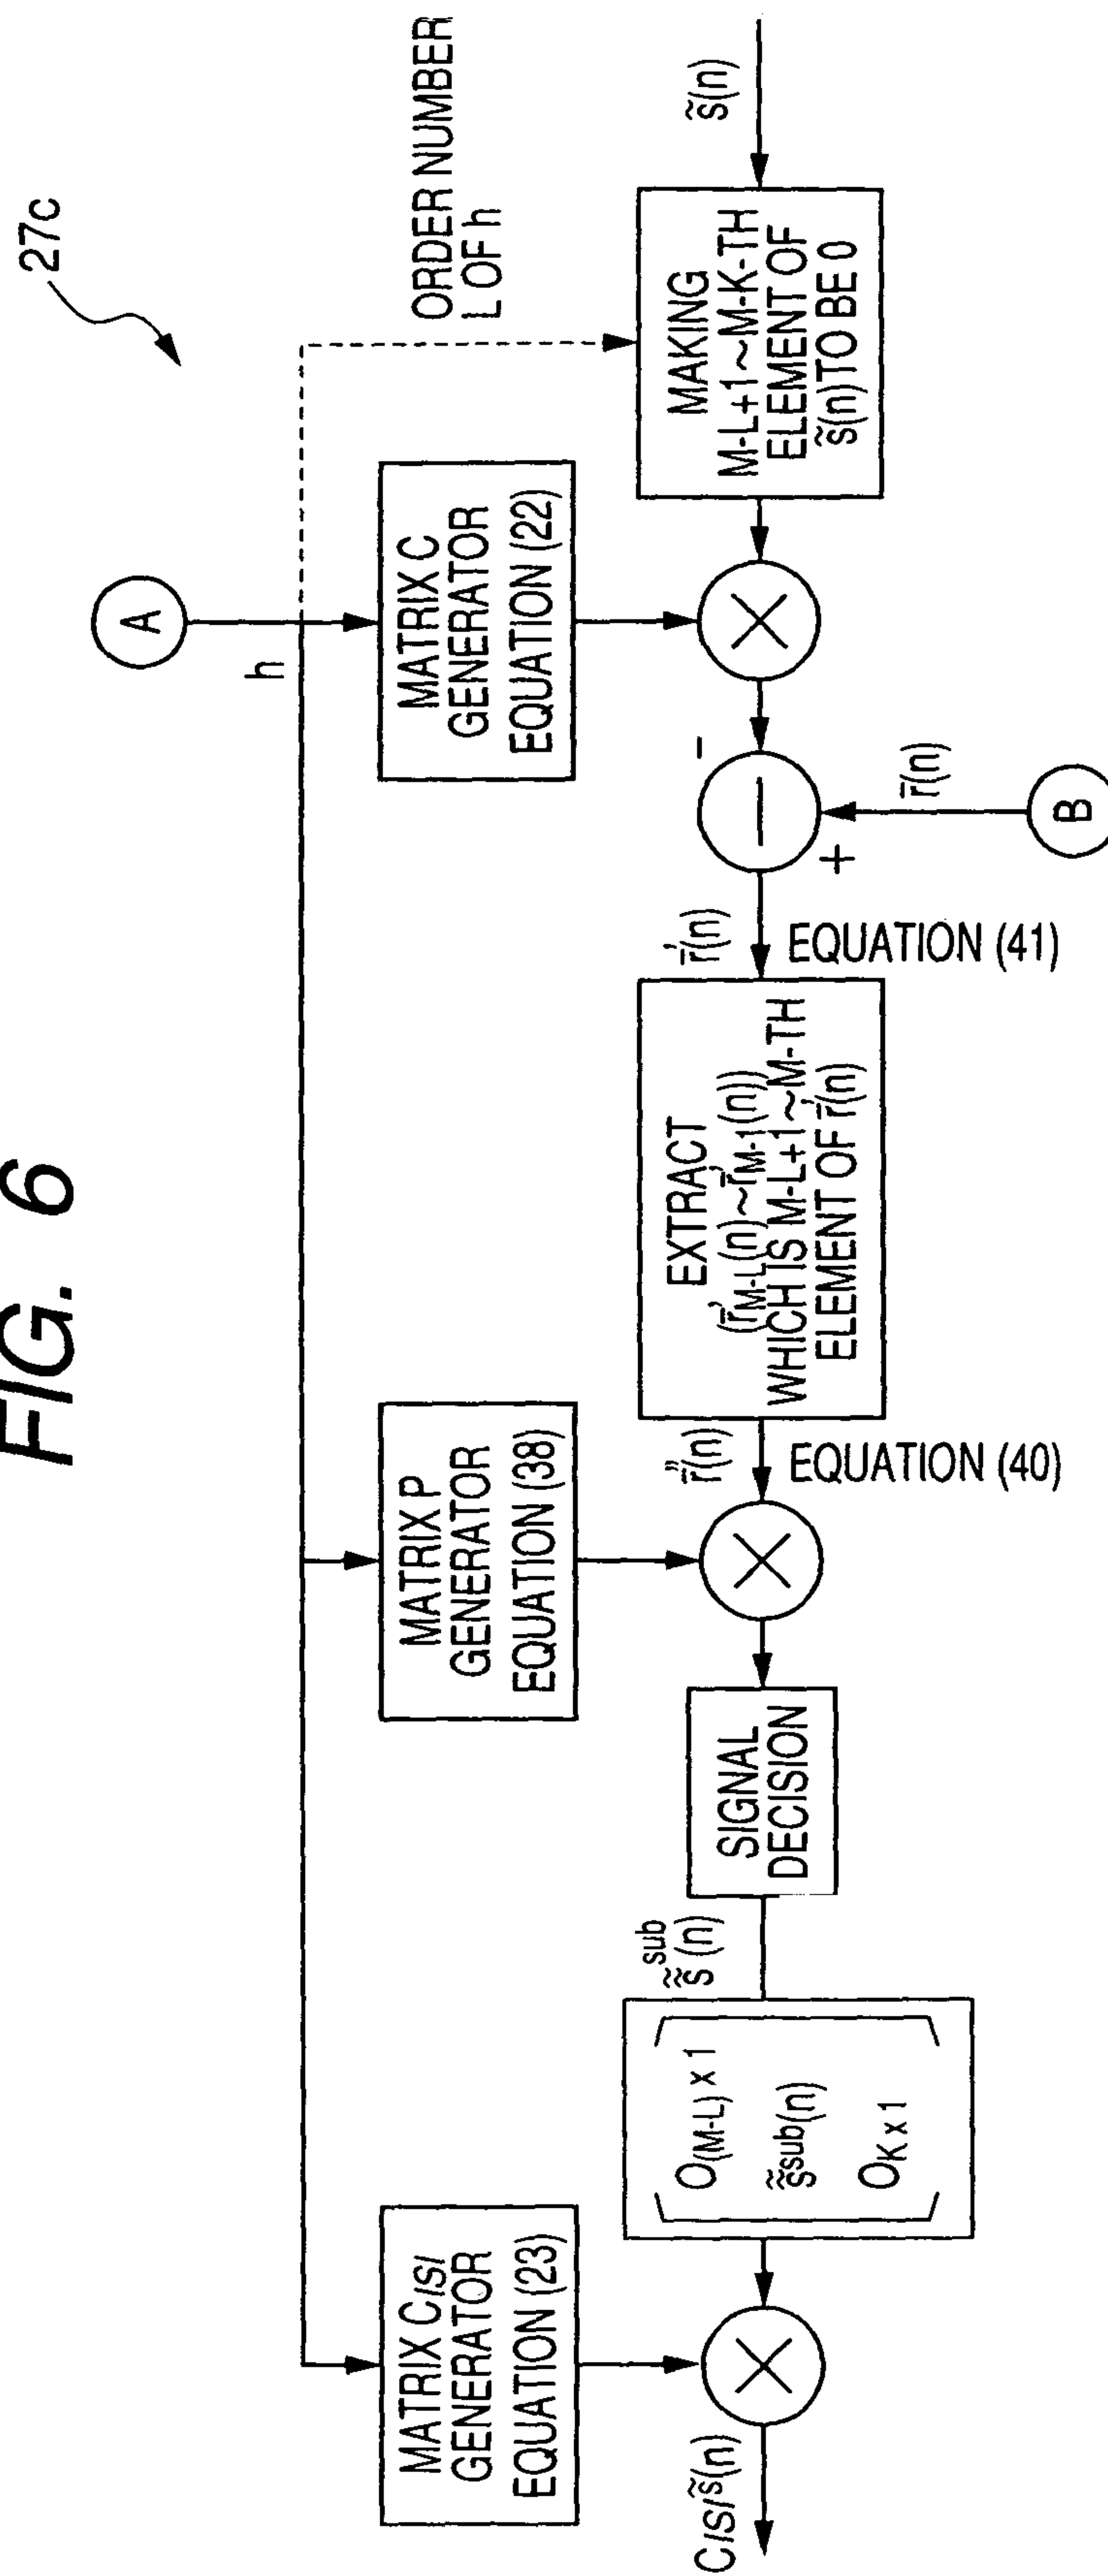 FIG. 6
27c
A
h
ORDER NUMBER
L OF h
MATRIX CISI
GENERATOR
EQUATION (23)
MATRIX P
GENERATOR
EQUATION (38)
MATRIX C
GENERATOR
EQUATION (22)
s̃(n)
MAKING
M-L+1~M-K-TH
ELEMENT OF
s̃(n) TO BE 0
×
-
−
+
r̄(n)
B
r̄'(n)
EQUATION (41)
EXTRACT
(r̄'M-L(n)~r̄'M-1(n))
WHICH IS M-L+1~M-TH
ELEMENT OF r̄'(n)
r̄"(n)
EQUATION (40)
×
SIGNAL
DECISION
s̃̃sub(n)
O(M-L) x 1
s̃̃sub(n)
OK x 1
×
CISI s̃(n)